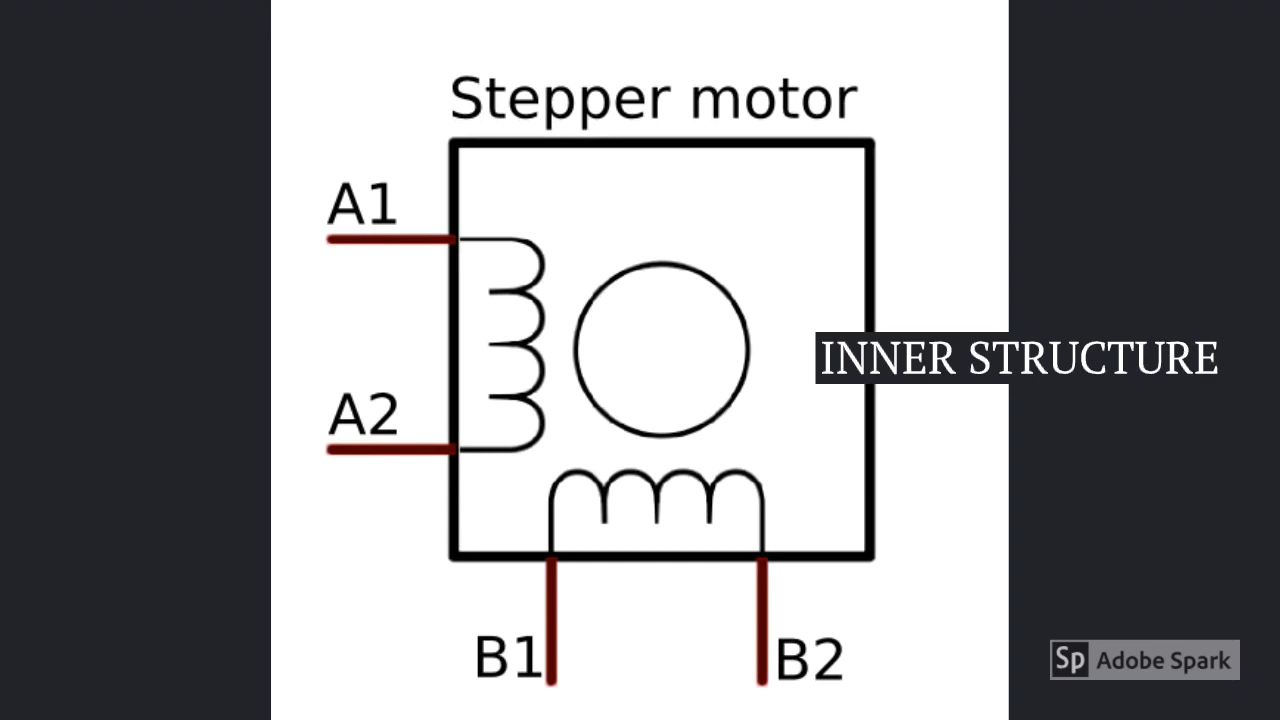 Stepper motor
A1
INNER STRUCTURE
A2
B1
B2
Sp Adobe Spark